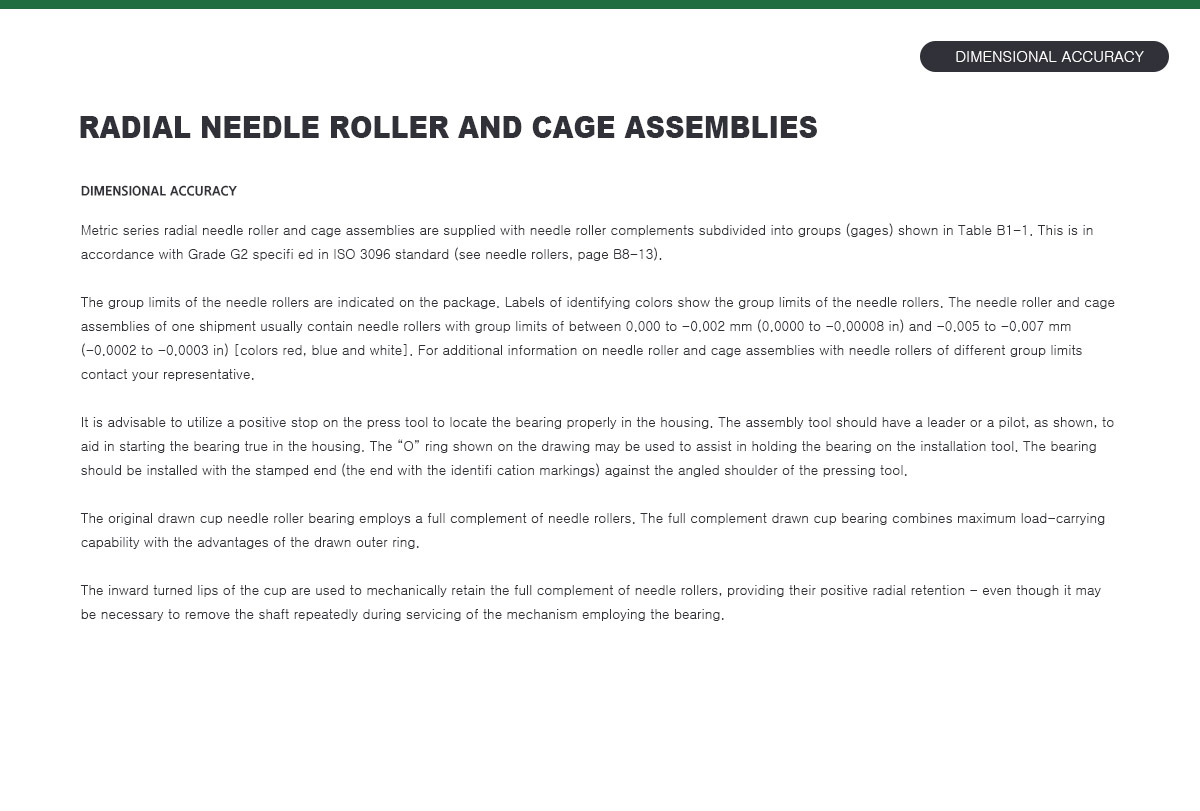 DIMENSIONAL ACCURACY
RADIAL NEEDLE ROLLER AND CAGE ASSEMBLIES
DIMENSIONAL ACCURACY
Metric series radial needle roller and cage assemblies are supplied with needle roller complements subdivided into groups (gages) shown in Table B1-1. This is in
accordance with Grade G2 specifi ed in ISO 3096 standard (see needle rollers, page B8-13).
The group limits of the needle rollers are indicated on the package. Labels of identifying colors show the group limits of the needle rollers. The needle roller and cage
assemblies of one shipment usually contain needle rollers with group limits of between 0.000 to -0.002 mm (0.0000 to -0.00008 in) and -0.005 to -0.007 mm
(-0.0002 to -0.0003 in) [colors red, blue and white]. For additional information on needle roller and cage assemblies with needle rollers of different group limits
contact your representative.
It is advisable to utilize a positive stop on the press tool to locate the bearing properly in the housing. The assembly tool should have a leader or a pilot, as shown, to
aid in starting the bearing true in the housing. The “O” ring shown on the drawing may be used to assist in holding the bearing on the installation tool. The bearing
should be installed with the stamped end (the end with the identifi cation markings) against the angled shoulder of the pressing tool.
The original drawn cup needle roller bearing employs a full complement of needle rollers. The full complement drawn cup bearing combines maximum load-carrying
capability with the advantages of the drawn outer ring.
The inward turned lips of the cup are used to mechanically retain the full complement of needle rollers, providing their positive radial retention - even though it may
be necessary to remove the shaft repeatedly during servicing of the mechanism employing the bearing.